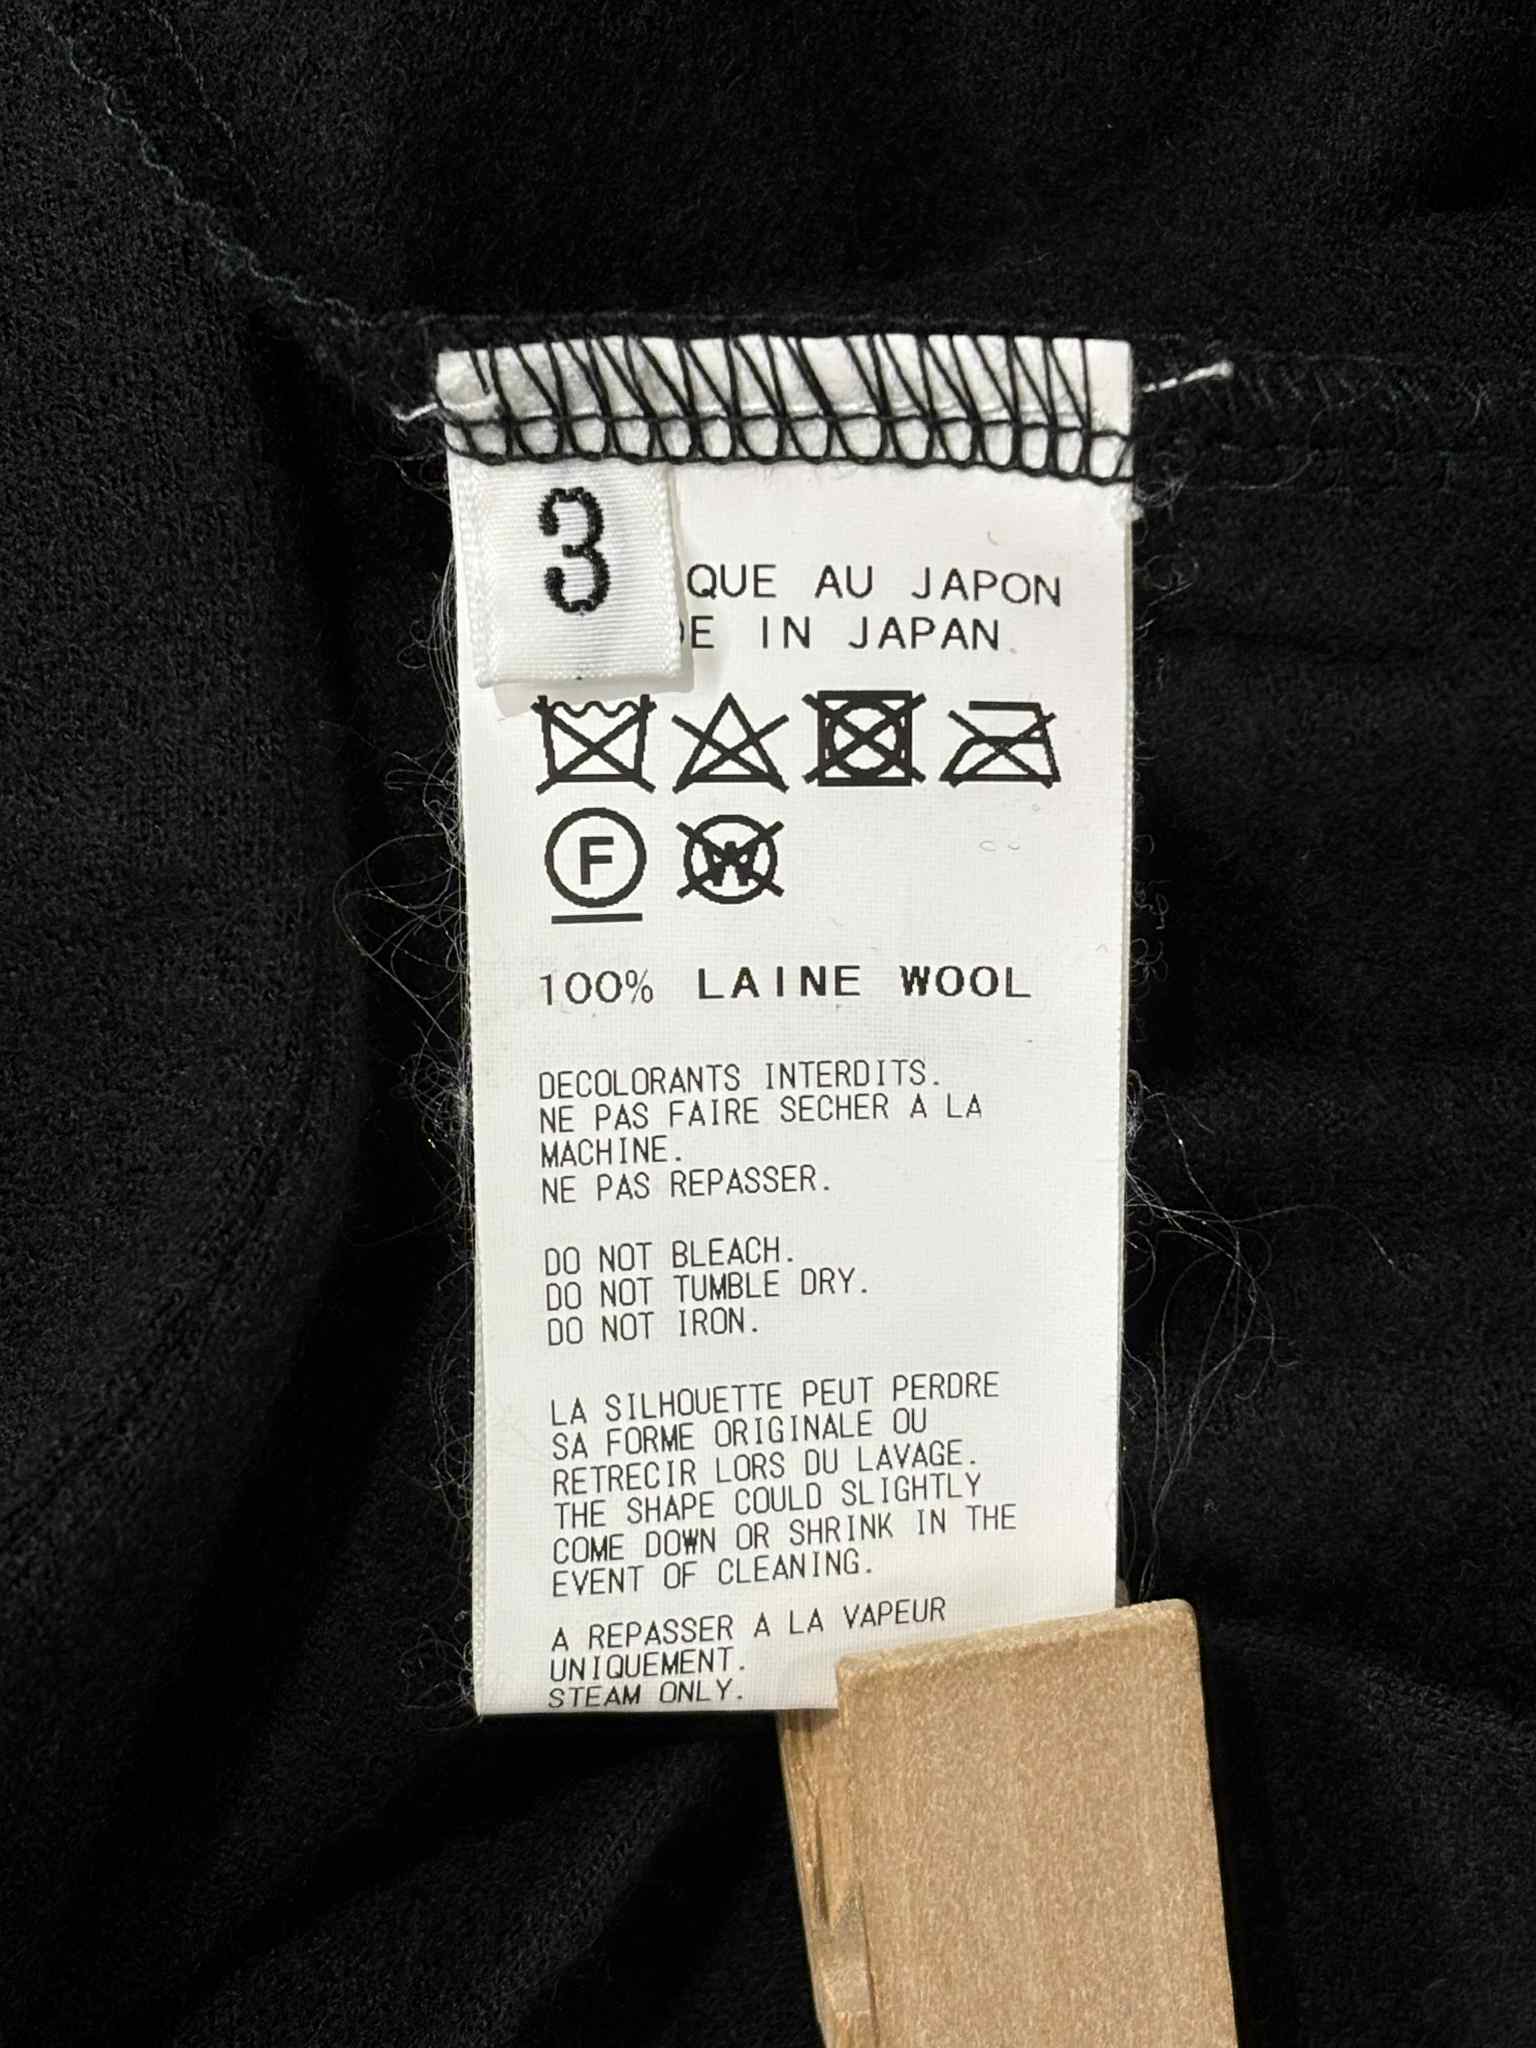 3
QUE AU JAPON
DE IN JAPAN
F
W
100% LAINE WOOL
DECOLORANTS INTERDITS.
NE PAS FAIRE SECHER A LA
MACHINE.
NE PAS REPASSER.
DO NOT BLEACH.
DO NOT TUMBLE DRY.
DO NOT IRON.
LA SILHOUETTE PEUT PERDRE
SA FORME ORIGINALE OU
RETRECIR LORS DU LAVAGE.
THE SHAPE COULD SLIGHTLY
COME DOWN OR SHRINK IN THE
EVENT OF CLEANING.
A REPASSER A LA VAPEUR
UNIQUEMENT.
STEAM ONLY.